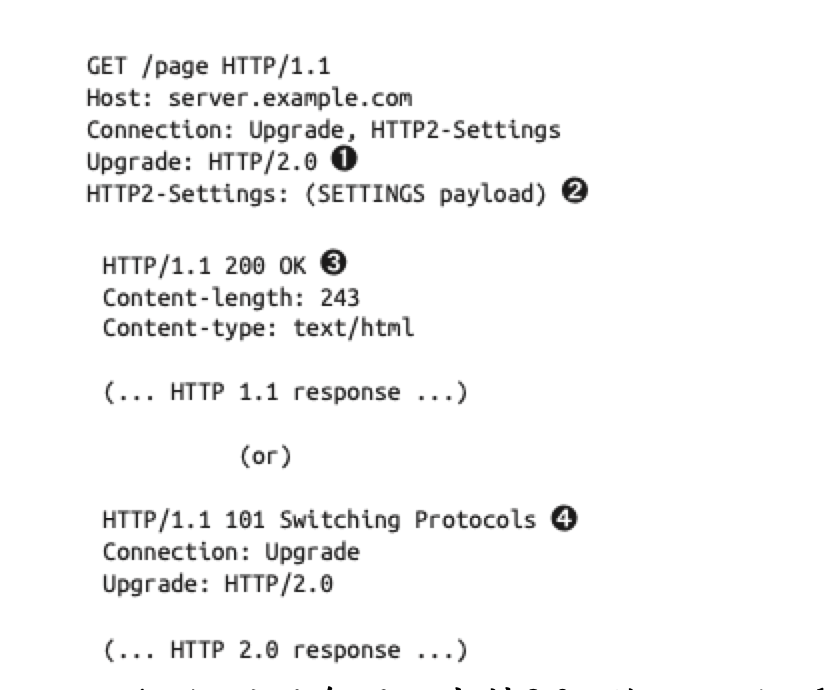 GET /page HTTP/1.1
Host: server.example.com
Connection: Upgrade, HTTP2-Settings
Upgrade: HTTP/2.0 ❶
HTTP2-Settings: (SETTINGS payload) ❷
HTTP/1.1 200 OK ❸
Content-length: 243
Content-type: text/html
(... HTTP 1.1 response ...)
(or)
HTTP/1.1 101 Switching Protocols ❹
Connection: Upgrade
Upgrade: HTTP/2.0
(... HTTP 2.0 response ...)